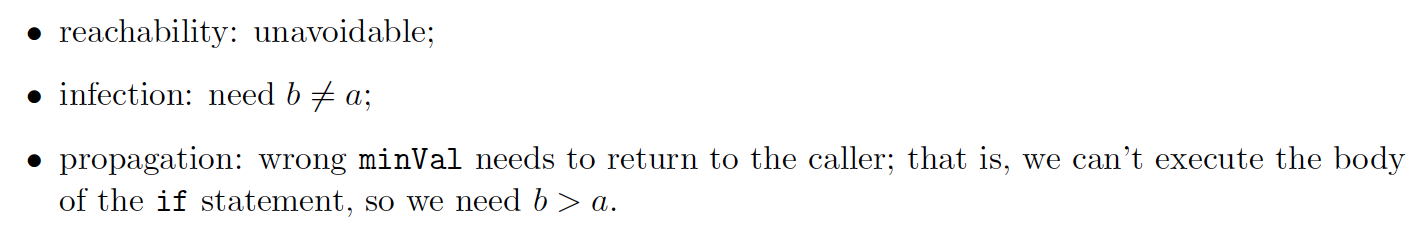 • reachability: unavoidable;
• infection: need b ≠ a;
• propagation: wrong minVal needs to return to the caller; that is, we can't execute the body
of the if statement, so we need b > a.